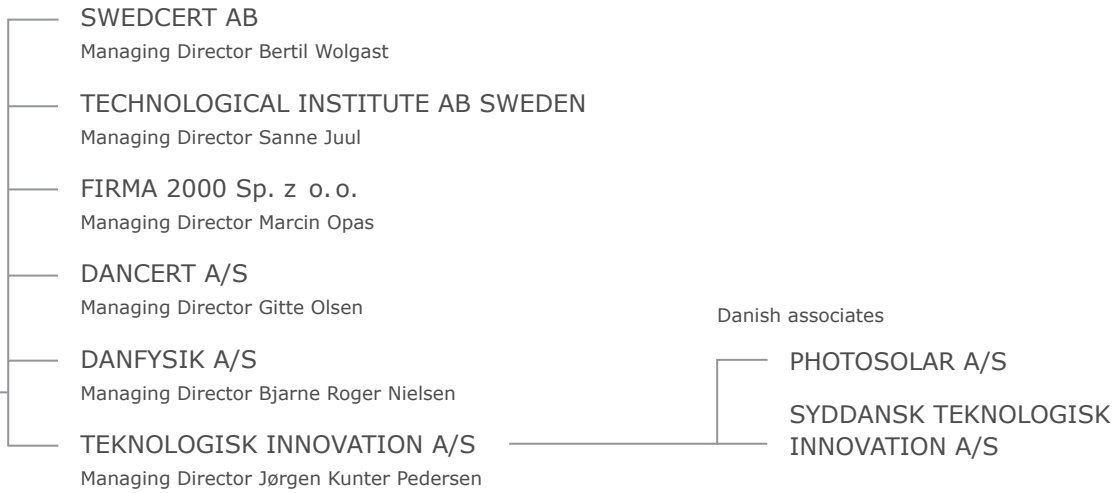 SWEDCERT AB
Managing Director Bertil Wolgast
TECHNOLOGICAL INSTITUTE AB SWEDEN
Managing Director Sanne Juul
FIRMA 2000 Sp. z o.o.
Managing Director Marcin Opas
DANCERT A/S
Managing Director Gitte Olsen
DANFYSIK A/S
Managing Director Bjarne Roger Nielsen
TEKNOLOGISK INNOVATION A/S
Managing Director Jørgen Kunter Pedersen
Danish associates
PHOTOSOLAR A/S
SYDDANSK TEKNOLOGISK
INNOVATION A/S